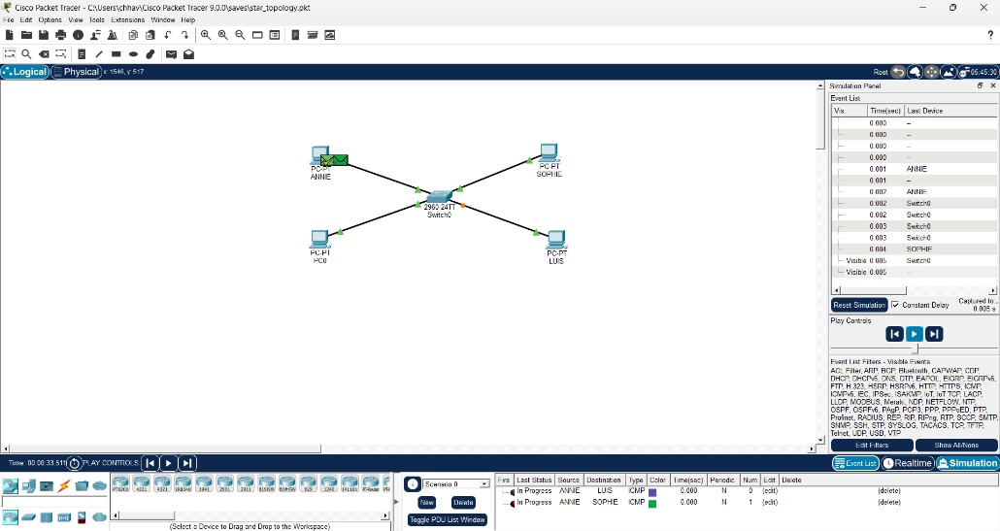 Cisco Packet Tracer - C:\Users\chhav\Cisco Packet Tracer 9.0.0\saves\star_topology.pkt
File Edit Options View Tools Extensions Window Help
?
Logical Physical x: 1546, y: 517
Root 05:45:30
Simulation Panel
Event List
Vis. Time(sec) Last Device
0.000 --
0.000 --
0.000 --
0.000 --
0.001 ANNIE
0.001 --
0.002 ANNIE
0.002 Switch0
0.002 Switch0
0.003 Switch0
0.003 Switch0
0.004 SOPHIE
Visible 0.005 Switch0
Visible 0.005 --
Reset Simulation Constant Delay Captured to:
0.005 s
Play Controls
Event List Filters - Visible Events
ACL Filter, ARP, BGP, Bluetooth, CAPWAP, CDP,
DHCP, DHCPv6, DNS, DTP, EAPOL, EIGRP, EIGRPv6,
FTP, H.323, HSRP, HSRPv6, HTTP, HTTPS, ICMP,
ICMPv6, IEC, IPSec, ISAKMP, IoT, IoT TCP, LACP,
LLDP, MODBUS, Meraki, NDP, NETFLOW, NTP,
OSPF, OSPFv6, PAgP, POP3, PPP, PPPoED, PTP,
Profinet, RADIUS, REP, RIP, RIPng, RTP, SCCP, SMTP,
SNMP, SSH, STP, SYSLOG, TACACS, TCP, TFTP,
Telnet, UDP, USB, VTP
Edit Filters Show All/None
PC-PT
ANNIE
PC-PT
SOPHIE
2960-24TT
Switch0
PC-PT
PC0
PC-PT
LUIS
Time: 00:00:33.511 PLAY CONTROLS:
Event List Realtime Simulation
4331 4321 1941 2901 2911 829 1240
(Select a Device to Drag and Drop to the Workspace)
Scenario 0
New Delete
Toggle PDU List Window
Fire Last Status Source Destination Type Color Time(sec) Periodic Num Edit Delete
In Progress ANNIE LUIS ICMP 0.000 N 0 (edit) (delete)
In Progress ANNIE SOPHIE ICMP 0.000 N 1 (edit) (delete)